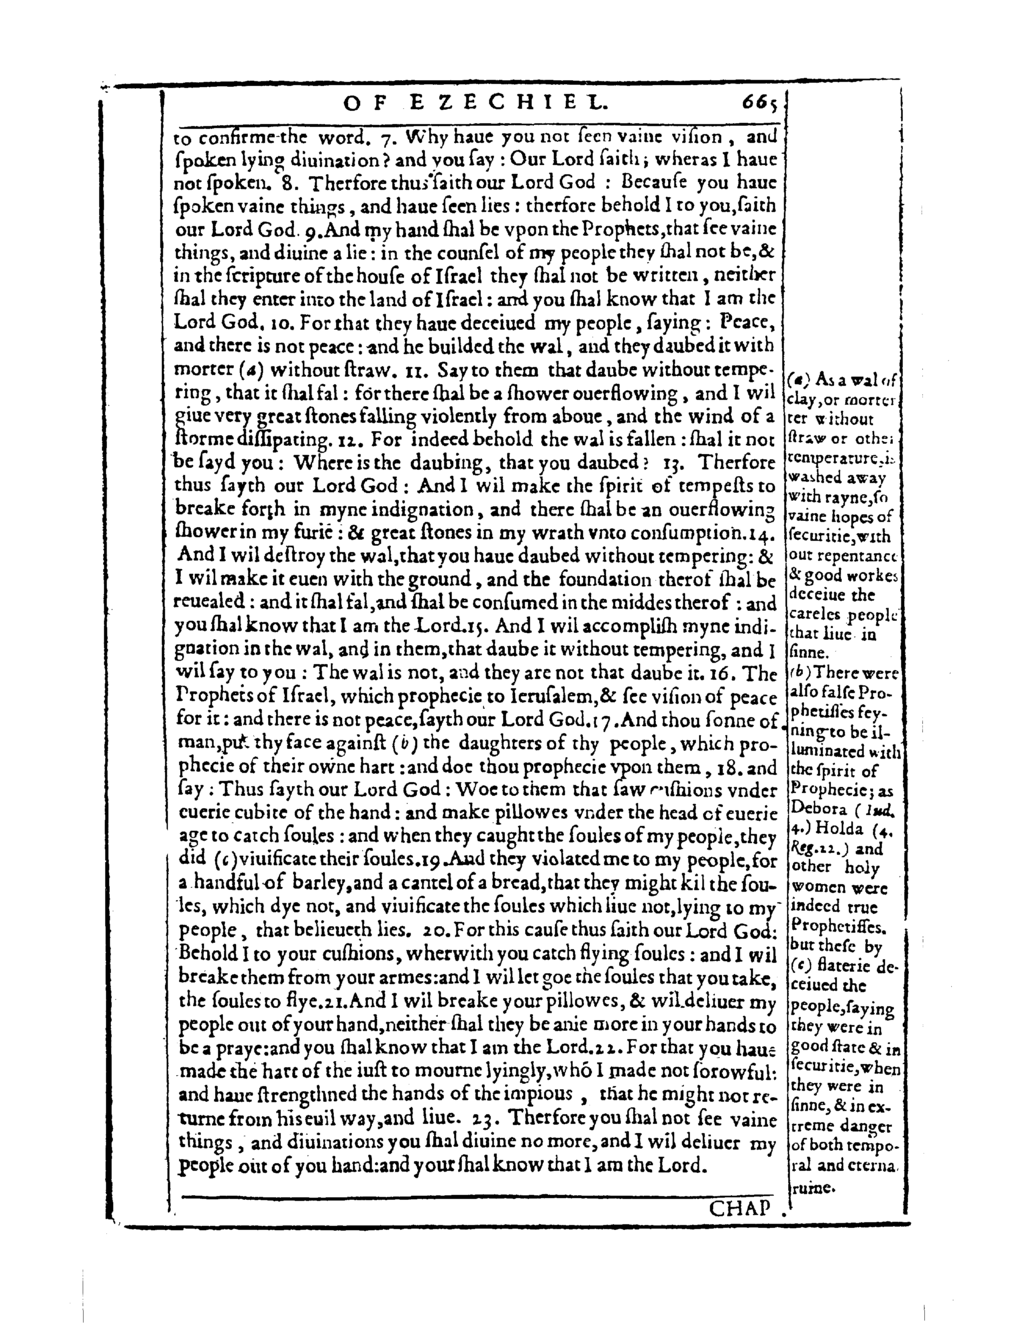 OF EZECHIEL. 665
to confirme the word. 7. VVhy haue you not ſeen vaine viſion, and
ſpoken lying diuination? and you ſay: Our Lord ſaith; wheras I haue
not ſpoken. 8. Therfore thus ſaith our Lord God: Becauſe you haue
ſpoken vaine things, and haue ſeen lies: therfore behold I to you, ſaith
our Lord God. 9. And my hand ſhal be vpon the Prophets, that ſee vaine
things, and diuine a lie: in the counſel of my people they ſhal not be, &
in the ſcripture of the houſe of Iſrael they ſhal not be written, neither
ſhal they enter into the land of Iſrael: and you ſhal know that I am the
Lord God. 10. For that they haue deceiued my people, ſaying: Peace,
and there is not peace: and he builded the wal, and they daubed it with
morter (a) without ſtraw. 11. Say to them that daube without tempe-
ring, that it ſhal fal: for there ſhal be a ſhower ouerflowing, and I wil
giue very great ſtones falling violently from aboue, and the wind of a
ſtorme diſſipating. 12. For indeed behold the wal is fallen: ſhal it not
be ſayd you: Where is the daubing, that you daubed? 13. Therfore
thus ſayth our Lord God: And I wil make the ſpirit of tempeſts to
breake forth in myne indignation, and there ſhal be an ouerflowing
ſhower in my furie: & great ſtones in my wrath vnto conſumption. 14.
And I wil deſtroy the wal, that you haue daubed without tempering: &
I wil make it euen with the ground, and the foundation therof ſhal be
reuealed: and it ſhal fal, and ſhal be conſumed in the middes therof: and
you ſhal know that I am the Lord. 15. And I wil accompliſh myne indi-
gnation in the wal, and in them, that daube it without tempering, and I
wil ſay to you: The wal is not, and they are not that daube it. 16. The
Prophets of Iſrael, which prophecie to Ieruſalem, & ſee viſion of peace
for it: and there is not peace, ſayth our Lord God. 17. And thou ſonne of
man, put thy face againſt (b) the daughters of thy people, which pro-
phecie of their owne hart: and doe thou prophecie vpon them, 18. and
ſay: Thus ſayth our Lord God: Woe to them that ſaw cuſhions vnder
euerie cubite of the hand: and make pillowes vnder the head of euerie
age to catch ſoules: and when they caught the ſoules of my people, they
did (c) viuificate their ſoules. 19. And they violated me to my people, for
a handful of barley, and a cantel of a bread, that they might kil the ſou-
les, which dye not, and viuificate the ſoules which liue not, lying to my
people, that belieueth lies. 20. For this cauſe thus ſaith our Lord God:
Behold I to your cuſhions, wherwith you catch flying ſoules: and I wil
breake them from your armes: and I wil let goe the ſoules that you take,
the ſoules to flye. 21. And I wil breake your pillowes, & wil deliuer my
people out of your hand, neither ſhal they be anie more in your hands to
be a praye: and you ſhal know that I am the Lord. 22. For that you haue
made the hart of the iuſt to mourne lyingly, whō I made not ſorowful:
and haue ſtrengthned the hands of the impious, that he might not re-
turne from his euil way, and liue. 23. Therfore you ſhal not ſee vaine
things, and diuinations you ſhal diuine no more, and I wil deliuer my
people out of you hand: and your ſhal know that I am the Lord.
CHAP.
(a) As a wal of
clay, or morter
ter without
ſtraw or other
temperature, is
washed away
with rayne, ſo
vaine hopes of
ſecuritie, with
out repentance
& good workes
deceiue the
careles people
that liue in
ſinne.
(b) There were
alſo falſe Pro-
phetiſſes fey-
ning to be il-
luminated with
the ſpirit of
Prophecie; as
Debora (Iud.
4.) Holda (4.
Reg. 22.) and
other holy
women were
indeed true
Prophetiſſes.
but theſe by
(c) flaterie de-
ceiued the
people, ſaying
they were in
good ſtate & in
ſecuritie, when
they were in
ſinne, & in ex-
treme danger
of both tempo-
ral and eterna
ruine.